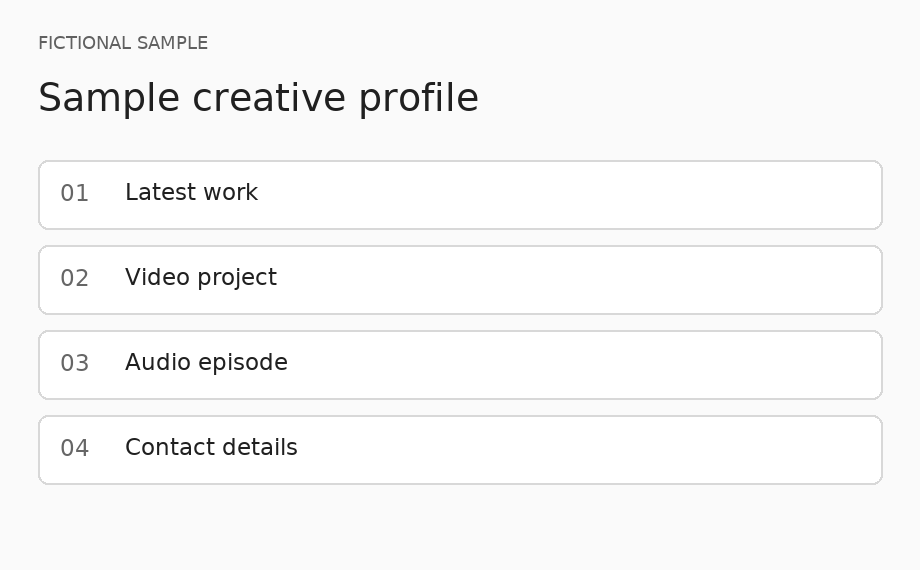 FICTIONAL SAMPLE
Sample creative profile
01 Latest work
02 Video project
03 Audio episode
04 Contact details